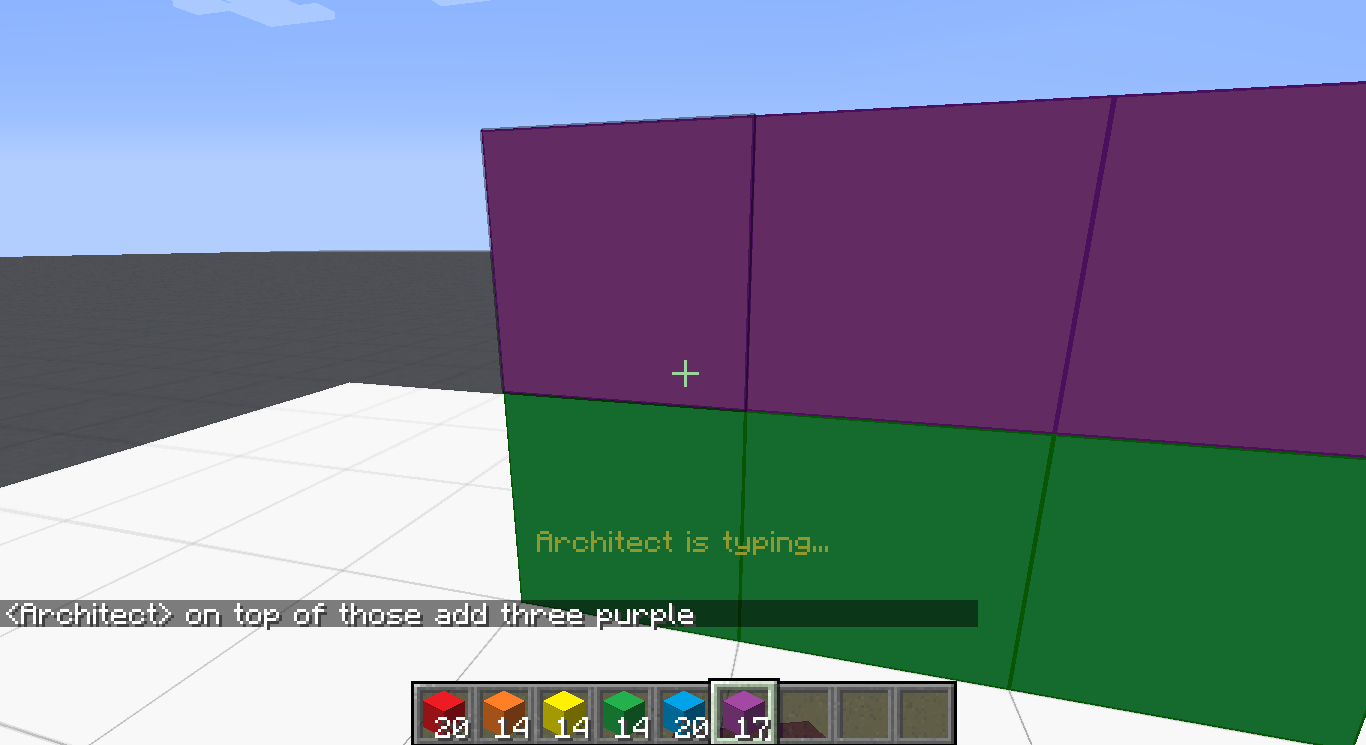 Architect is typing...
<Architect> on top of those add three purple
20 14 14 14 20 17